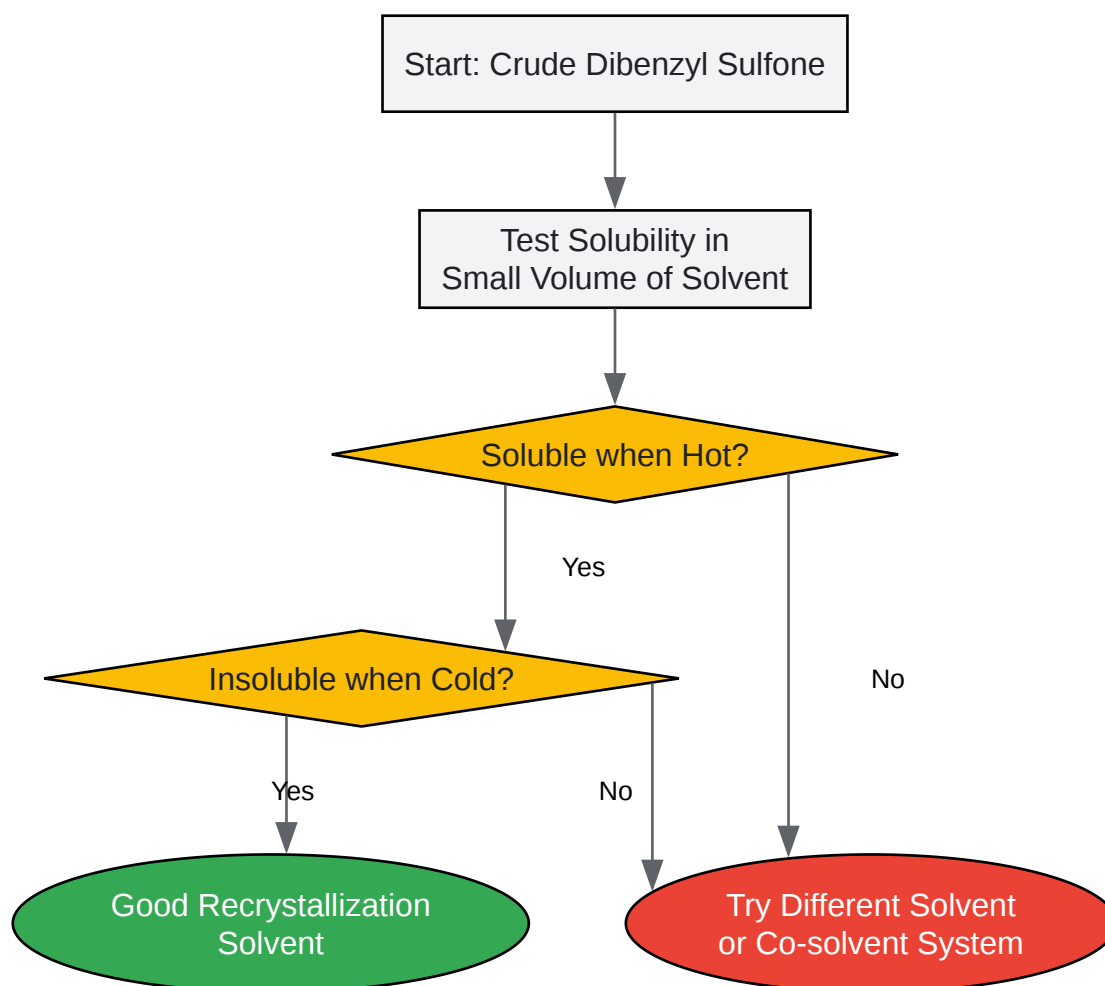 Start: Crude Dibenzyl Sulfone
Test Solubility in
Small Volume of Solvent
Soluble when Hot?
Yes
Insoluble when Cold?
No
Yes
No
Good Recrystallization
Solvent
Try Different Solvent
or Co-solvent System